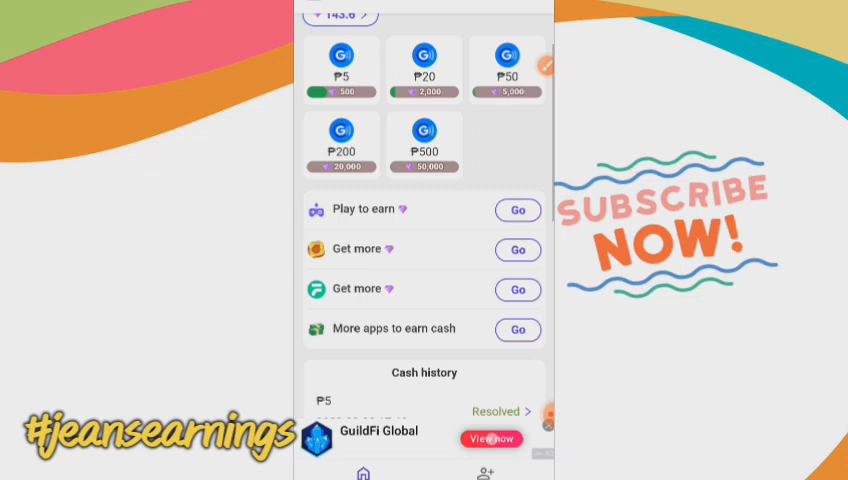 143.6 >
₱5
₱20
₱50
500
2,000
5,000
₱200
₱500
20,000
50,000
Play to earn
Go
Get more
Go
Get more
Go
More apps to earn cash
Go
Cash history
₱5
Resolved >
GuildFi Global
View now
#jeansearnings
SUBSCRIBE
NOW!